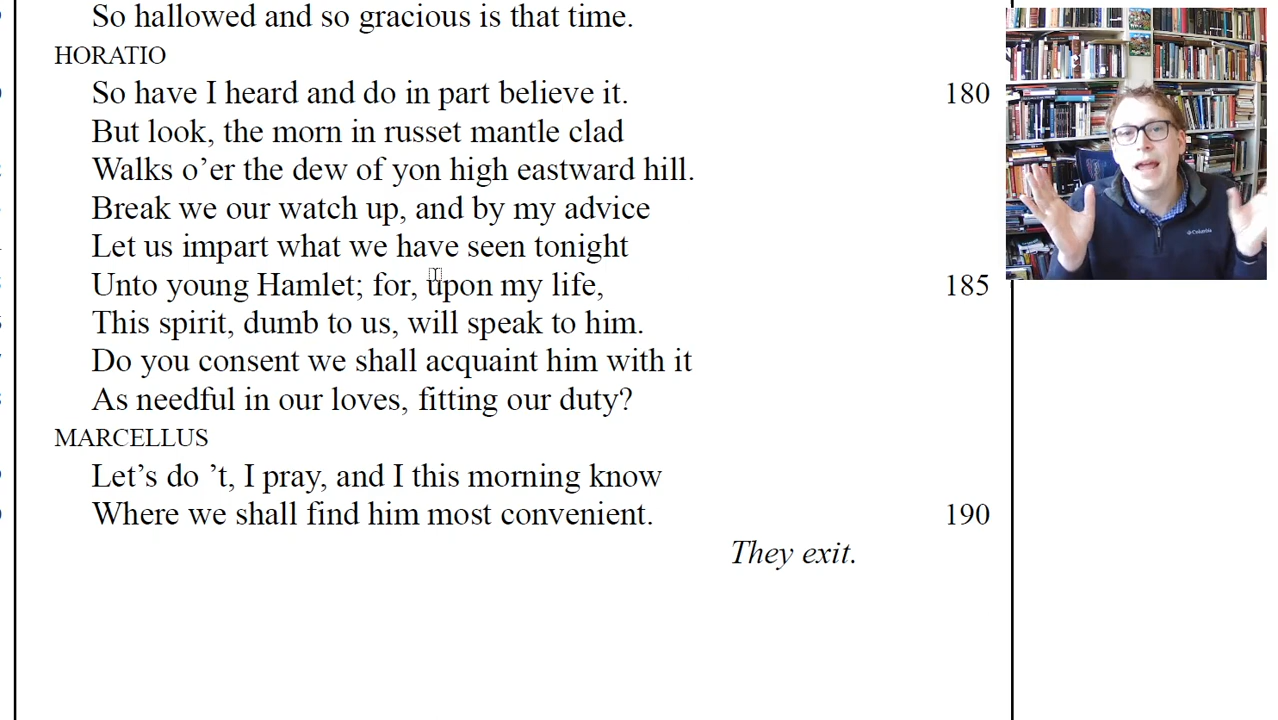 So hallowed and so gracious is that time.
HORATIO
So have I heard and do in part believe it. 180
But look, the morn in russet mantle clad
Walks o’er the dew of yon high eastward hill.
Break we our watch up, and by my advice
Let us impart what we have seen tonight
Unto young Hamlet; for, upon my life, 185
This spirit, dumb to us, will speak to him.
Do you consent we shall acquaint him with it
As needful in our loves, fitting our duty?
MARCELLUS
Let’s do ’t, I pray, and I this morning know
Where we shall find him most convenient. 190
They exit.
Columbia